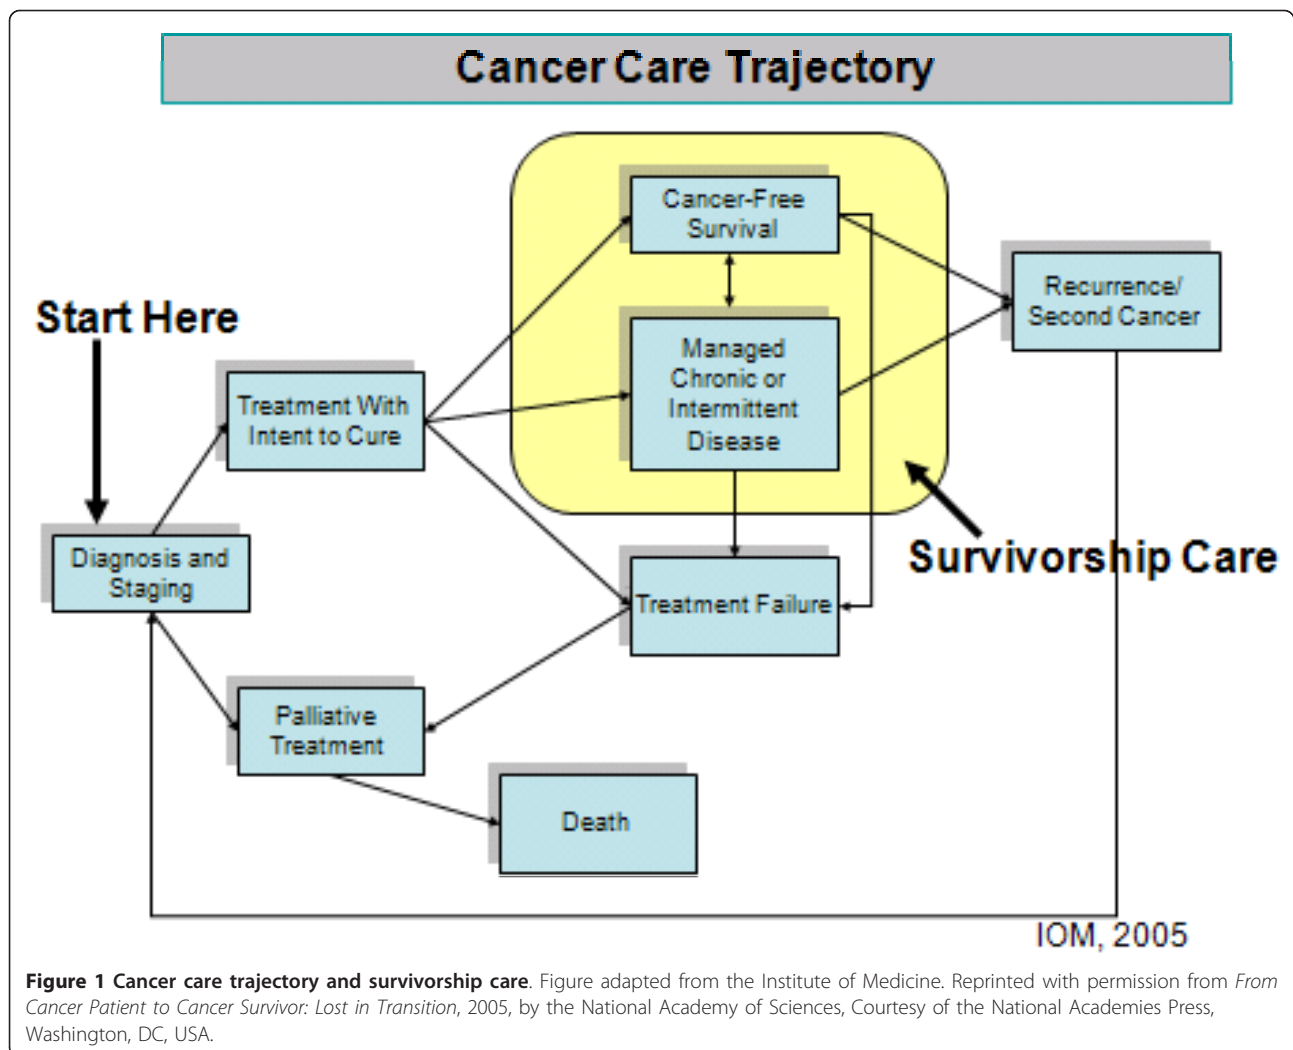 Cancer Care Trajectory
Cancer-Free
Survival
Recurrence/
Second Cancer
Start Here
Managed
Chronic or
Intermittent
Disease
Treatment With
Intent to Cure
Diagnosis and
Staging
Survivorship Care
Treatment Failure
Palliative
Treatment
Death
IOM, 2005
Figure 1 Cancer care trajectory and survivorship care. Figure adapted from the Institute of Medicine. Reprinted with permission from From
Cancer Patient to Cancer Survivor: Lost in Transition, 2005, by the National Academy of Sciences, Courtesy of the National Academies Press,
Washington, DC, USA.